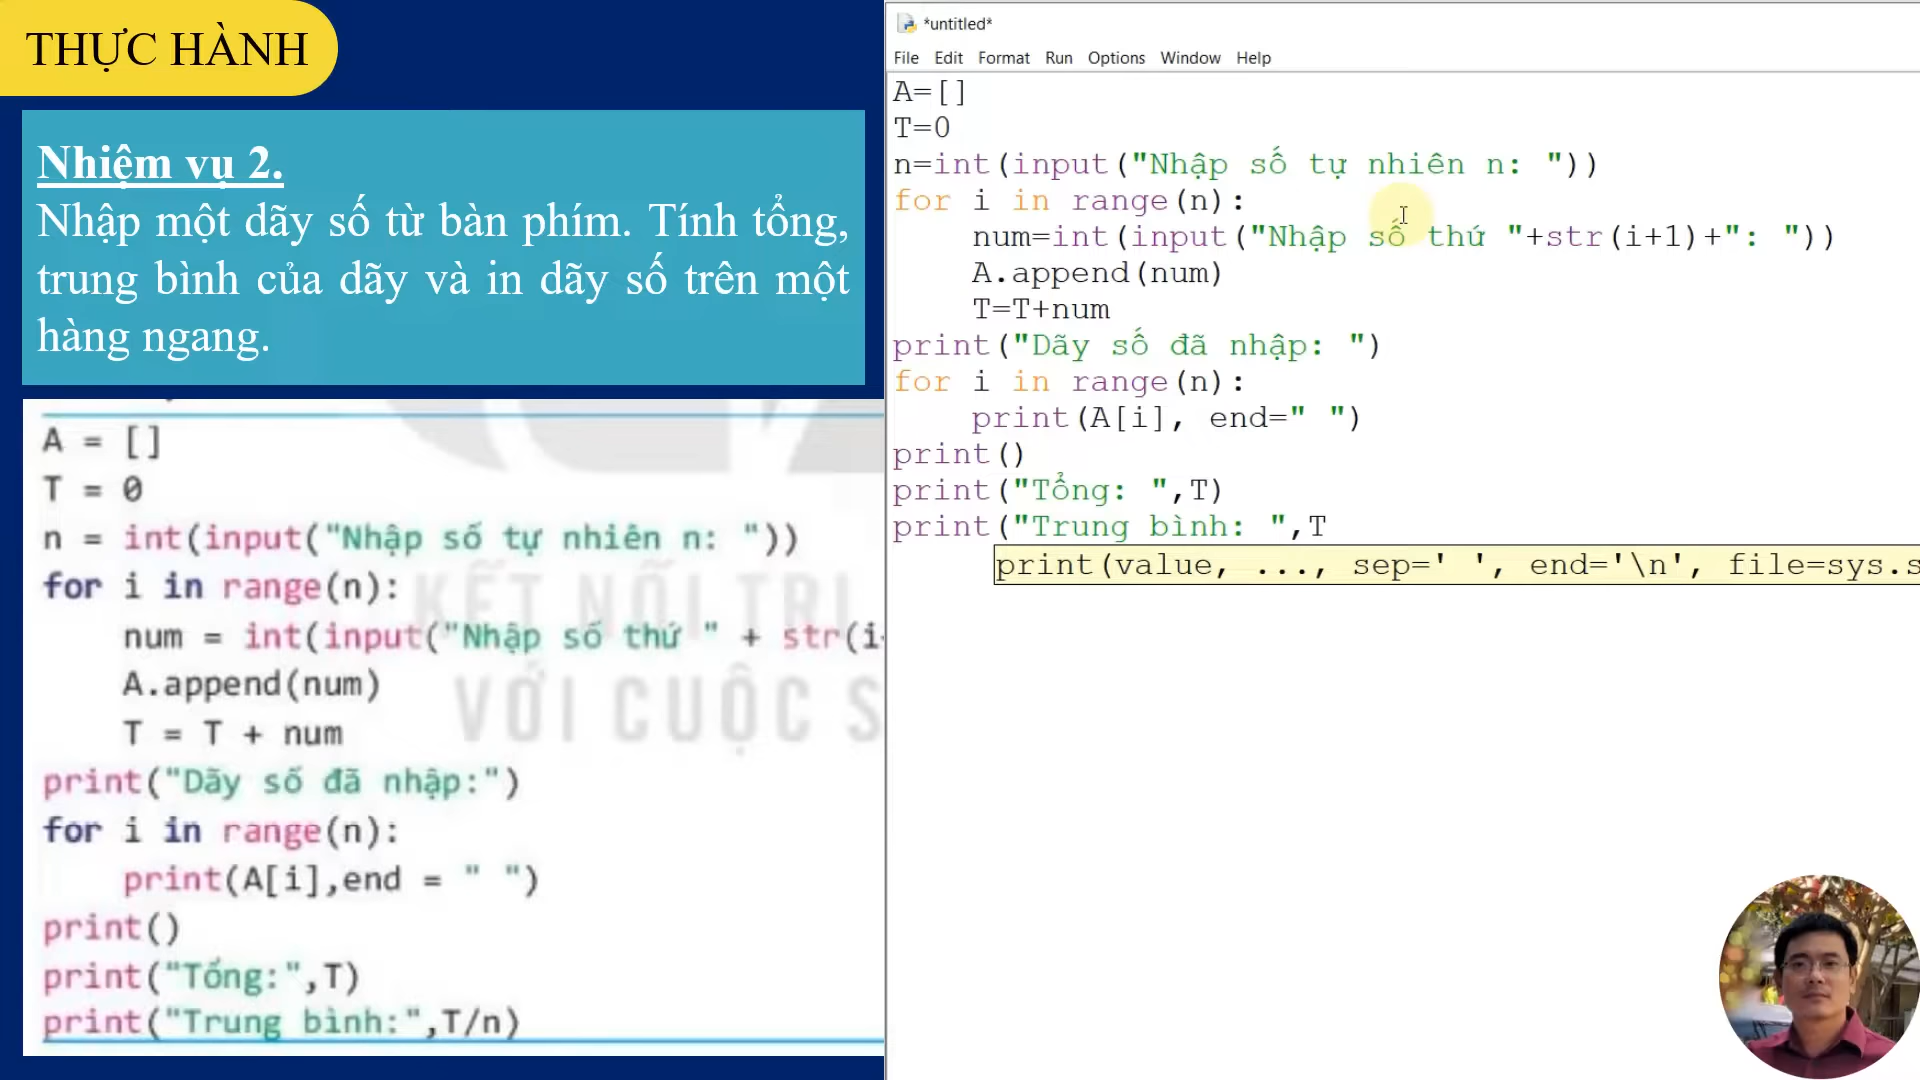 THỰC HÀNH
Nhiệm vụ 2.
Nhập một dãy số từ bàn phím. Tính tổng,
trung bình của dãy và in dãy số trên một
hàng ngang.
A = []
T = 0
n = int(input("Nhập số tự nhiên n: "))
for i in range(n):
    num = int(input("Nhập số thứ " + str(i
    A.append(num)
    T = T + num
print("Dãy số đã nhập:")
for i in range(n):
    print(A[i],end = " ")
print()
print("Tổng:",T)
print("Trung bình:",T/n)
KẾT NỐI TRI
VỚI CUỘC S
*untitled*
File Edit Format Run Options Window Help
A=[]
T=0
n=int(input("Nhập số tự nhiên n: "))
for i in range(n):
    num=int(input("Nhập số thứ "+str(i+1)+": "))
    A.append(num)
    T=T+num
print("Dãy số đã nhập: ")
for i in range(n):
    print(A[i], end=" ")
print()
print("Tổng: ",T)
print("Trung bình: ",T
print(value, ..., sep=' ', end='\n', file=sys.s